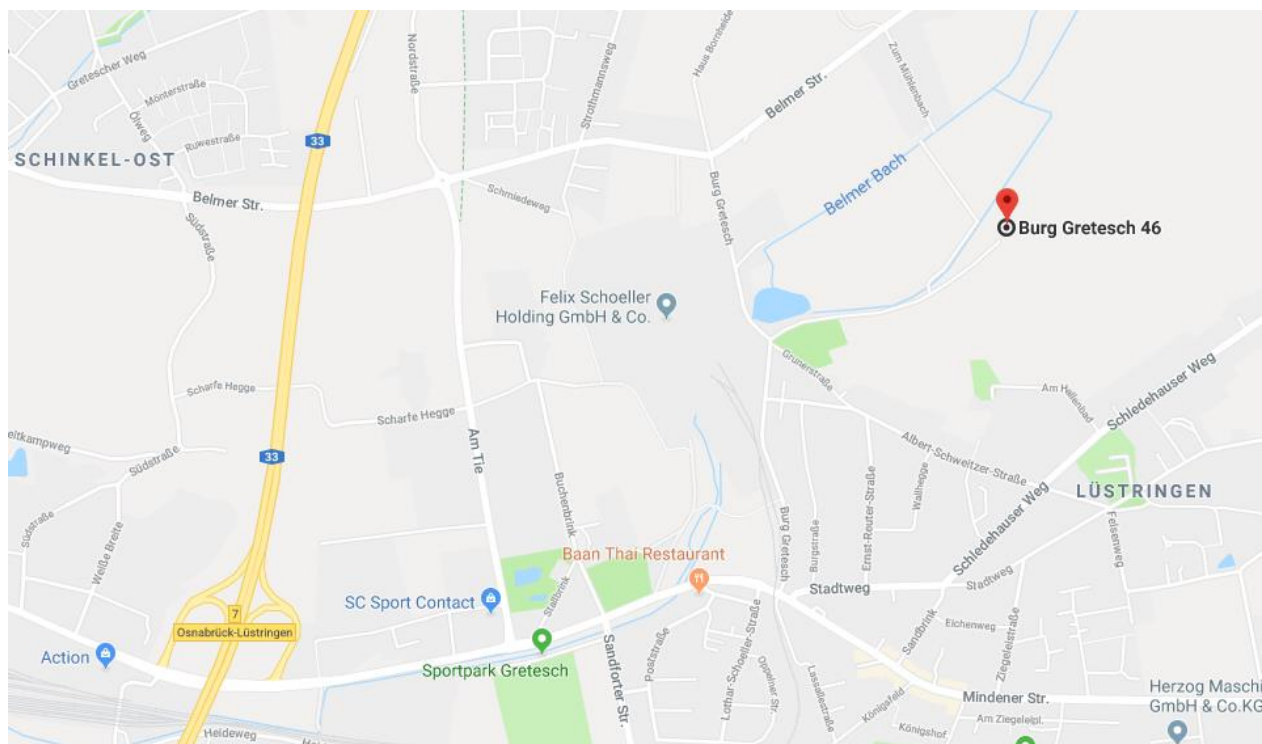 Gretescher Weg
Mönterstraße
Ölweg
Ruwestraße
SCHINKEL-OST
Belmer Str.
Südstraße
33
Nordstraße
Strothmannsweg
Schmiedeweg
Haus Bornheide
Belmer Str.
Zum Mühlenbach
Belmer Bach
Burg Gretesch
Burg Gretesch 46
Felix Schoeller
Holding GmbH & Co.
Grunerstraße
Scharfe Hegge
Scharfe Hegge
Am Tie
eitkampweg
Südstraße
33
Südstraße
Weiße Breite
Buchenbrink
Stallbrink
Am Hallenbad
Schledehauser Weg
Albert-Schweitzer-Straße
LÜSTRINGEN
Wallhegge
Ernst-Reuter-Straße
Burgstraße
Burg Gretesch
Schledehauser Weg
Felsenweg
Baan Thai Restaurant
Stadtweg
Stadtweg
SC Sport Contact
7
Osnabrück-Lüstringen
Action
Sportpark Gretesch
Sandforter Str.
Poststraße
Lothar-Schoeller-Straße
Oppelner Str.
Lassallestraße
Sandbrink
Eichenweg
Ziegeleistraße
Königsfeld
Königshof
Mindener Str.
Am Ziegeleipl.
Herzog Maschi
GmbH & Co.KG
Heideweg